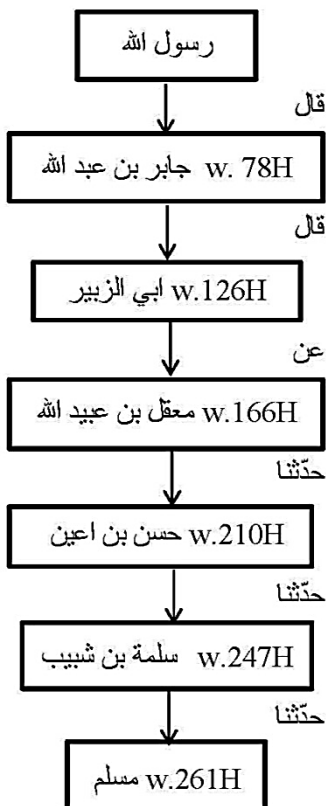 رسول الله
قال
جابر بن عبد الله w. 78H
قال
ابي الزبير w.126H
عن
معقل بن عبيد الله w.166H
حدّثنا
حسن بن اعين w.210H
حدّثنا
سلمة بن شبيب w.247H
حدّثنا
مسلم w.261H